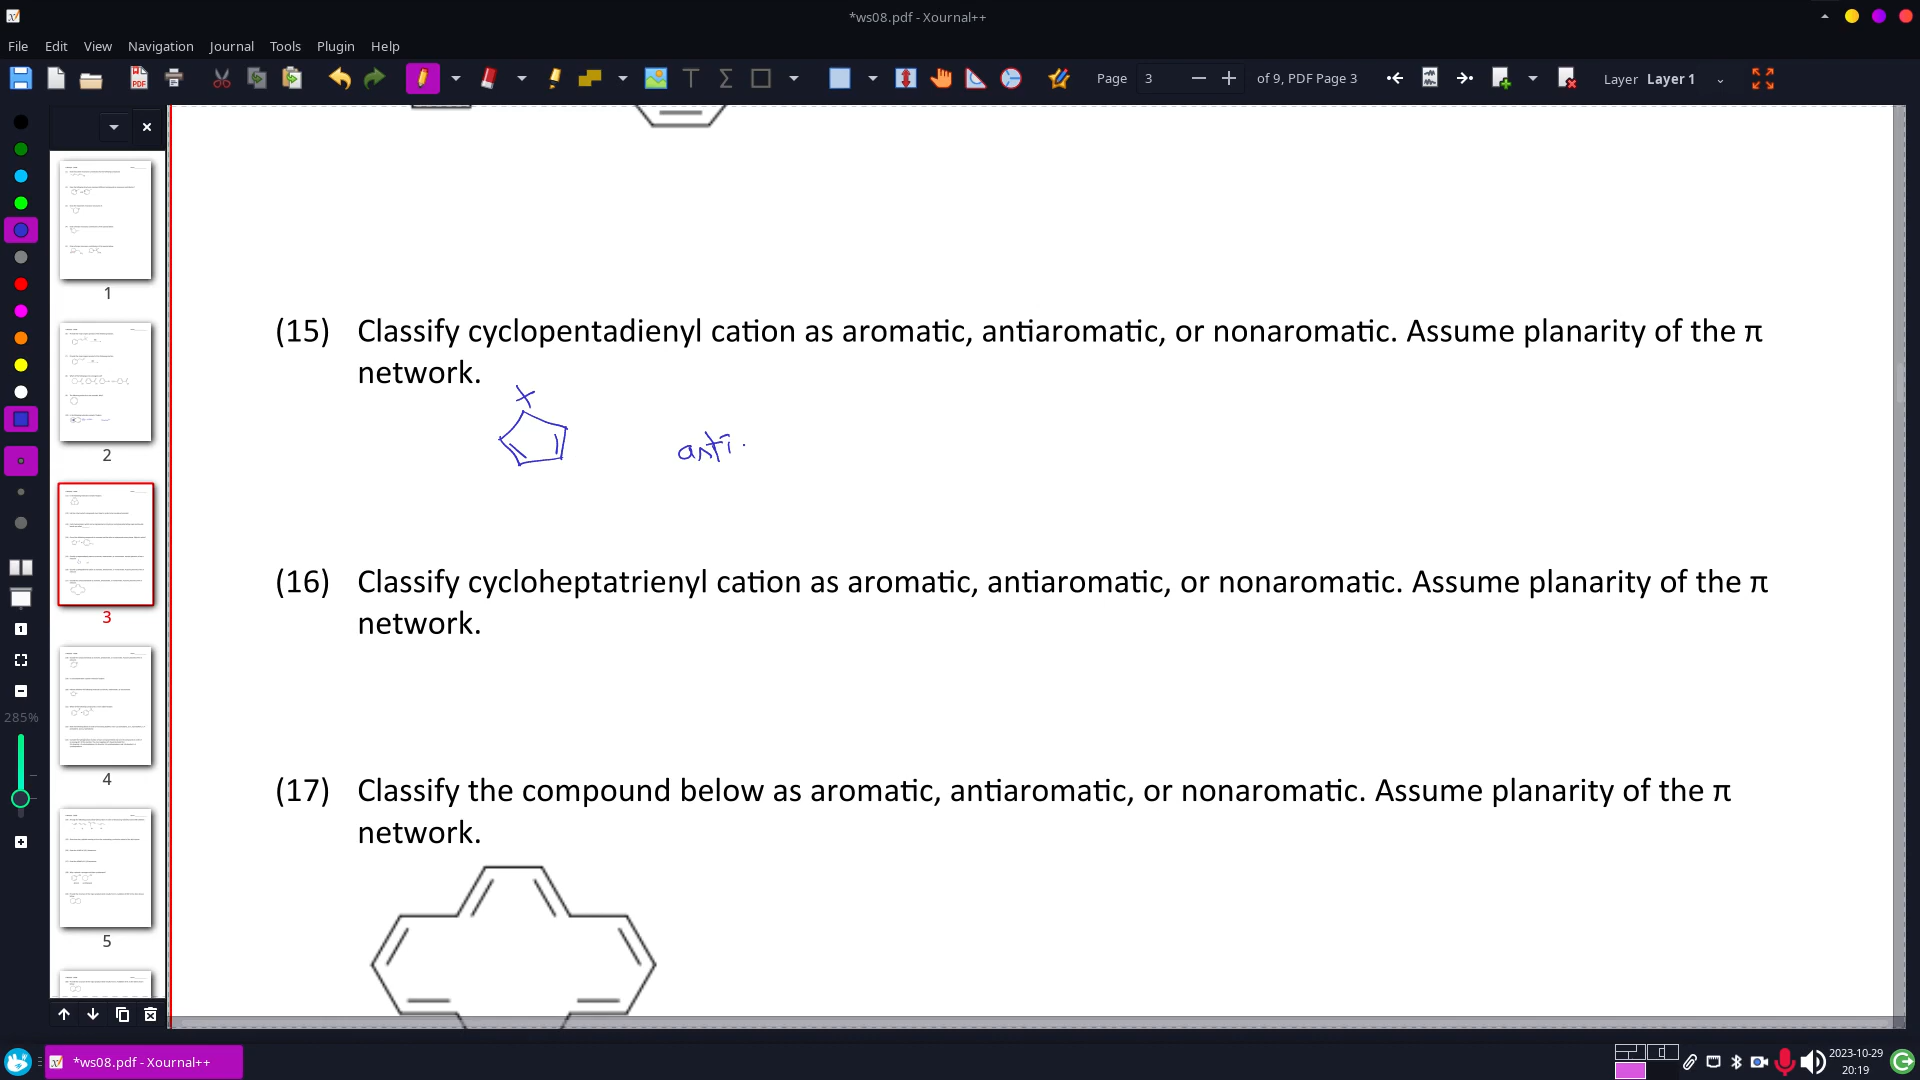 *ws08.pdf - Xournal++
File Edit View Navigation Journal Tools Plugin Help
Page 3 of 9, PDF Page 3 Layer Layer 1
(15) Classify cyclopentadienyl cation as aromatic, antiaromatic, or nonaromatic. Assume planarity of the π
network.
+
anti.
(16) Classify cycloheptatrienyl cation as aromatic, antiaromatic, or nonaromatic. Assume planarity of the π
network.
(17) Classify the compound below as aromatic, antiaromatic, or nonaromatic. Assume planarity of the π
network.
1
2
3
4
5
285%
*ws08.pdf - Xournal++
2023-10-29
20:19